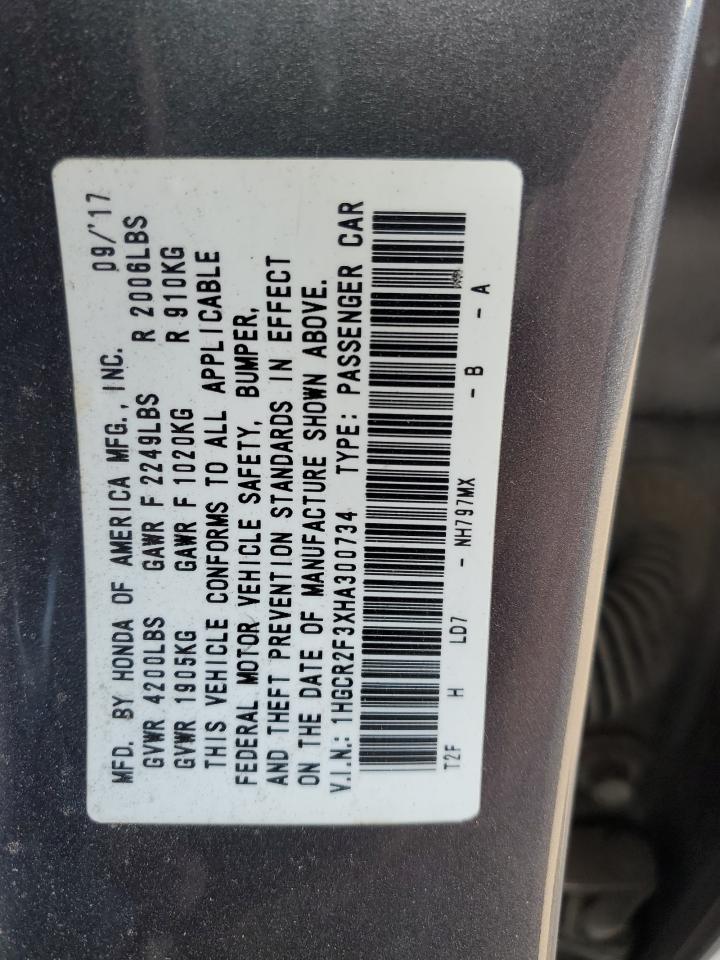 MFD. BY HONDA OF AMERICA MFG., INC. 09/'17
GVWR 4200LBS GAWR F 2249LBS R 2006LBS
GVWR 1905KG GAWR F 1020KG R 910KG
THIS VEHICLE CONFORMS TO ALL APPLICABLE
FEDERAL MOTOR VEHICLE SAFETY, BUMPER,
AND THEFT PREVENTION STANDARDS IN EFFECT
ON THE DATE OF MANUFACTURE SHOWN ABOVE.
V.I.N.: 1HGCR2F3XHA300734 TYPE: PASSENGER CAR
T2F H LD7 - NH797MX - B - A